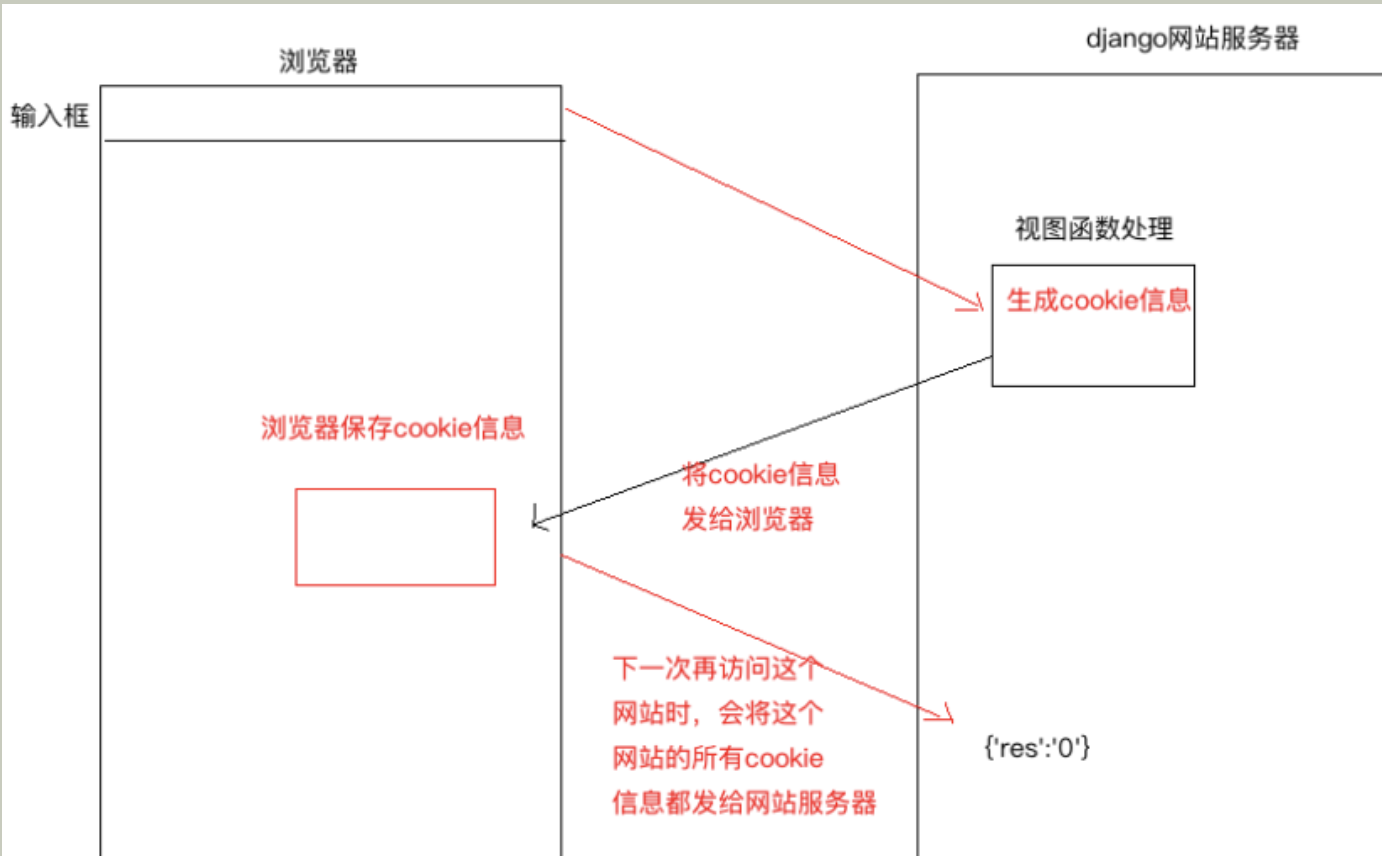 django网站服务器
浏览器
输入框
视图函数处理
生成cookie信息
浏览器保存cookie信息
将cookie信息
发给浏览器
下一次再访问这个
网站时，会将这个
网站的所有cookie
信息都发给网站服务器
{'res':'0'}